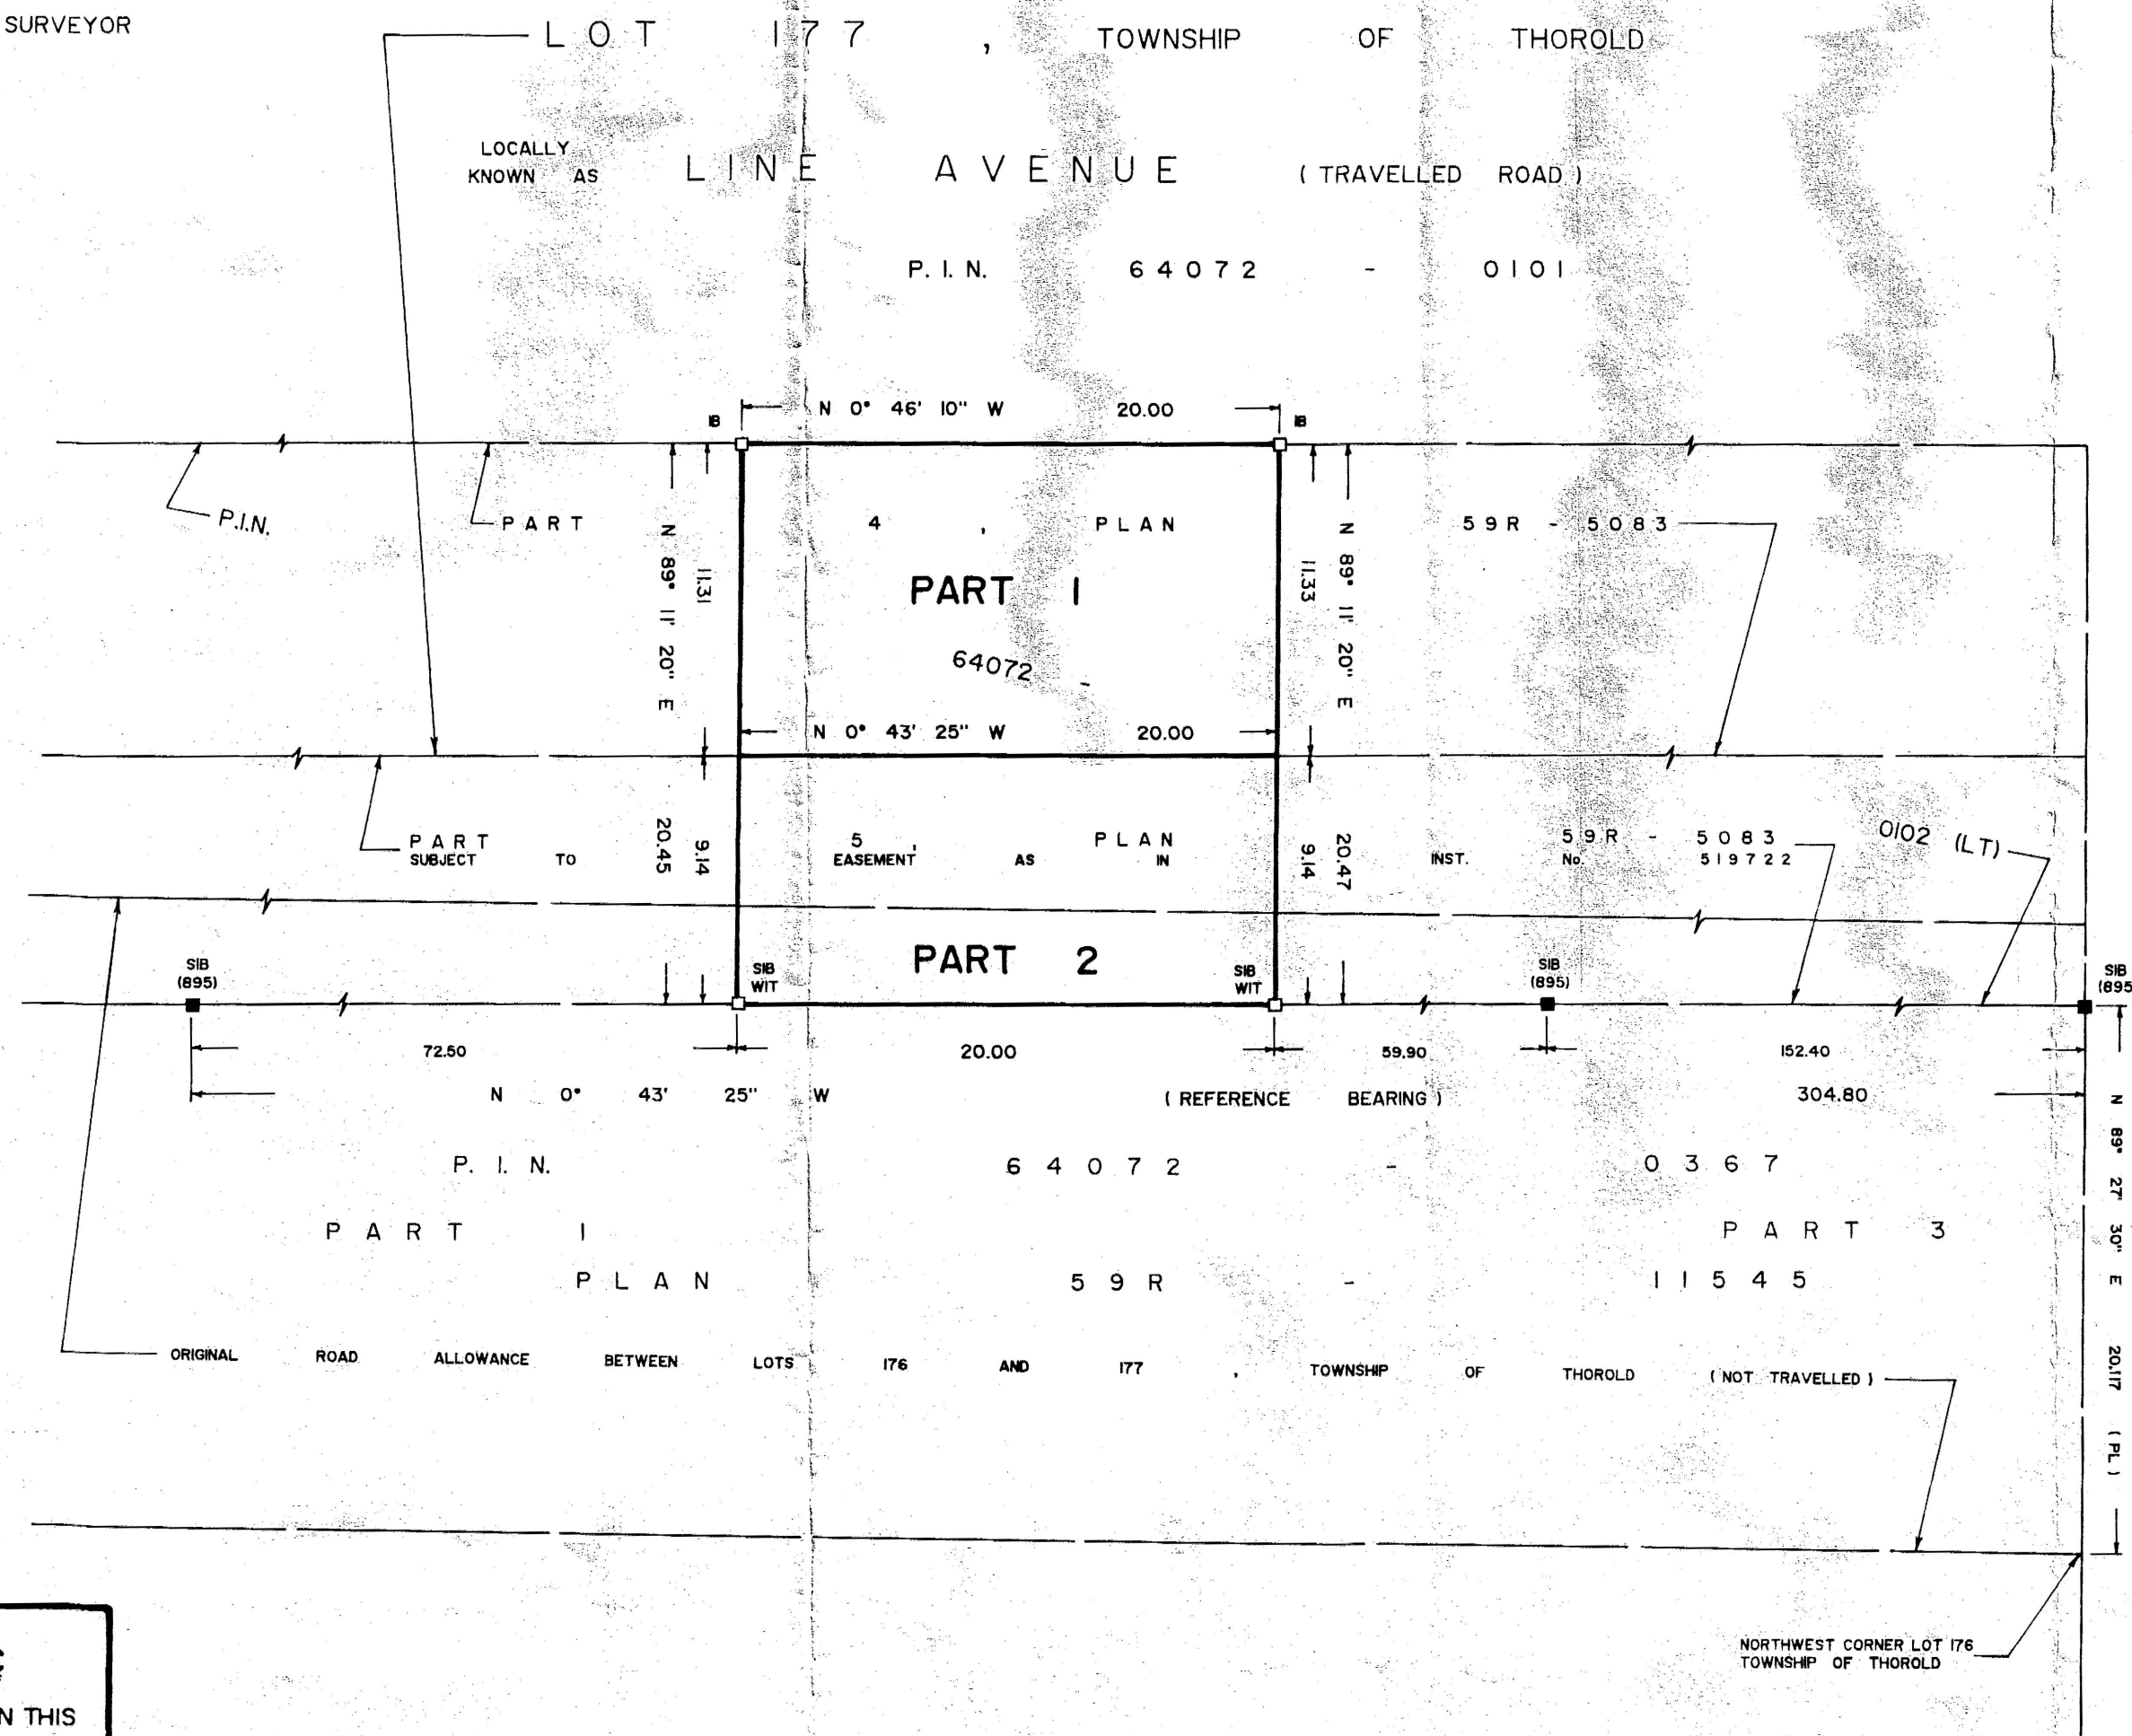 SURVEYOR
LOT 177 , TOWNSHIP OF THOROLD
LOCALLY
KNOWN AS LINE AVENUE ( TRAVELLED ROAD )
P. I. N. 64072 - 0101
N 0° 46' 10" W 20.00
IB
IB
P.I.N.
PART 4 , PLAN 59R - 5083
N 89° 11' 20" E
11.31
11.33
N 89° 11' 20" E
PART 1
64072 -
N 0° 43' 25" W 20.00
20.45
9.14
9.14
20.47
PART 5 , PLAN 59R - 5083
SUBJECT TO EASEMENT AS IN INST. No. 519722
0102 (LT)
PART 2
SIB
(895)
SIB
WIT
SIB
WIT
SIB
(895)
SIB
(895
72.50 20.00 59.90 152.40
N 0° 43' 25" W ( REFERENCE BEARING ) 304.80
N 89° 27' 30" E 20.117 ( PL )
P. I. N. 64072 - 0367
PART 1 PART 3
PLAN 59R - 11545
ORIGINAL ROAD ALLOWANCE BETWEEN LOTS 176 AND 177 , TOWNSHIP OF THOROLD ( NOT TRAVELLED )
NORTHWEST CORNER LOT 176
TOWNSHIP OF THOROLD
N THIS